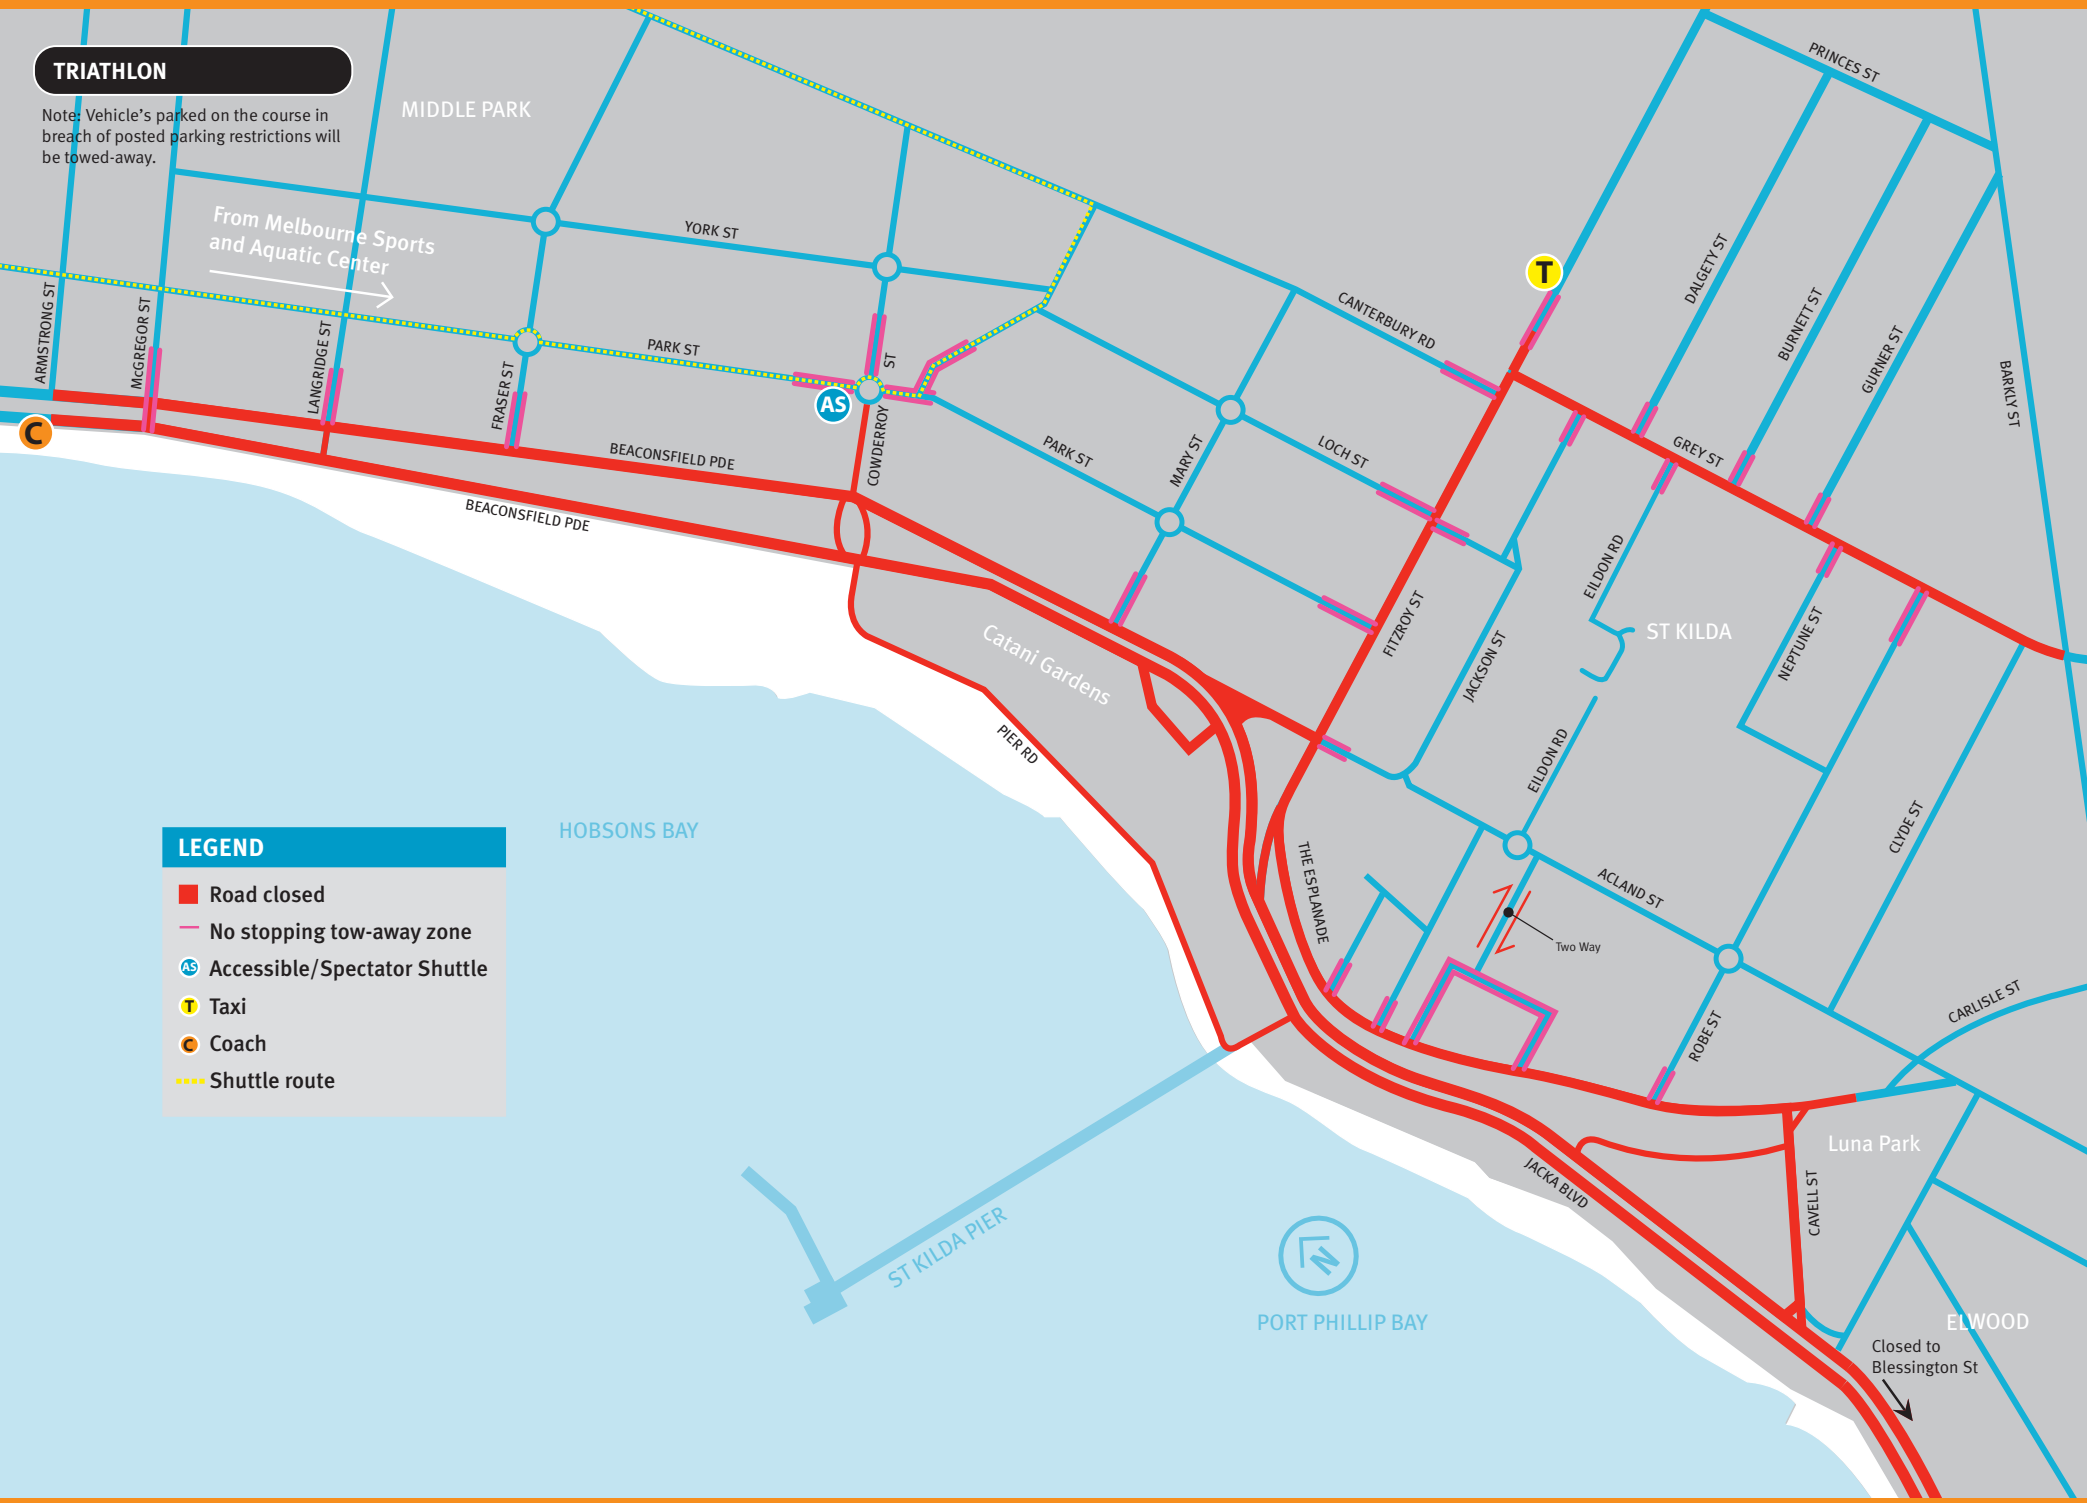 TRIATHLON
Note: Vehicle's parked on the course in
breach of posted parking restrictions will
be towed-away.
MIDDLE PARK
From Melbourne Sports
and Aquatic Center
PRINCES ST
YORK ST
ARMSTRONG ST
McGREGOR ST
LANGRIDGE ST
FRASER ST
PARK ST
AS
COWDERROY ST
C
T
CANTERBURY RD
DALGETY ST
BURNETT ST
GURNER ST
BARKLY ST
BEACONSFIELD PDE
BEACONSFIELD PDE
PARK ST
MARY ST
LOCH ST
GREY ST
EILDON RD
FITZROY ST
JACKSON ST
ST KILDA
NEPTUNE ST
Catani Gardens
PIER RD
EILDON RD
CLYDE ST
THE ESPLANADE
ACLAND ST
Two Way
ROBE ST
CARLISLE ST
HOBSONS BAY
LEGEND
Road closed
No stopping tow-away zone
AS Accessible/Spectator Shuttle
T Taxi
C Coach
Shuttle route
Luna Park
JACKA BLVD
CAVELL ST
ST KILDA PIER
N
PORT PHILLIP BAY
ELWOOD
Closed to
Blessington St